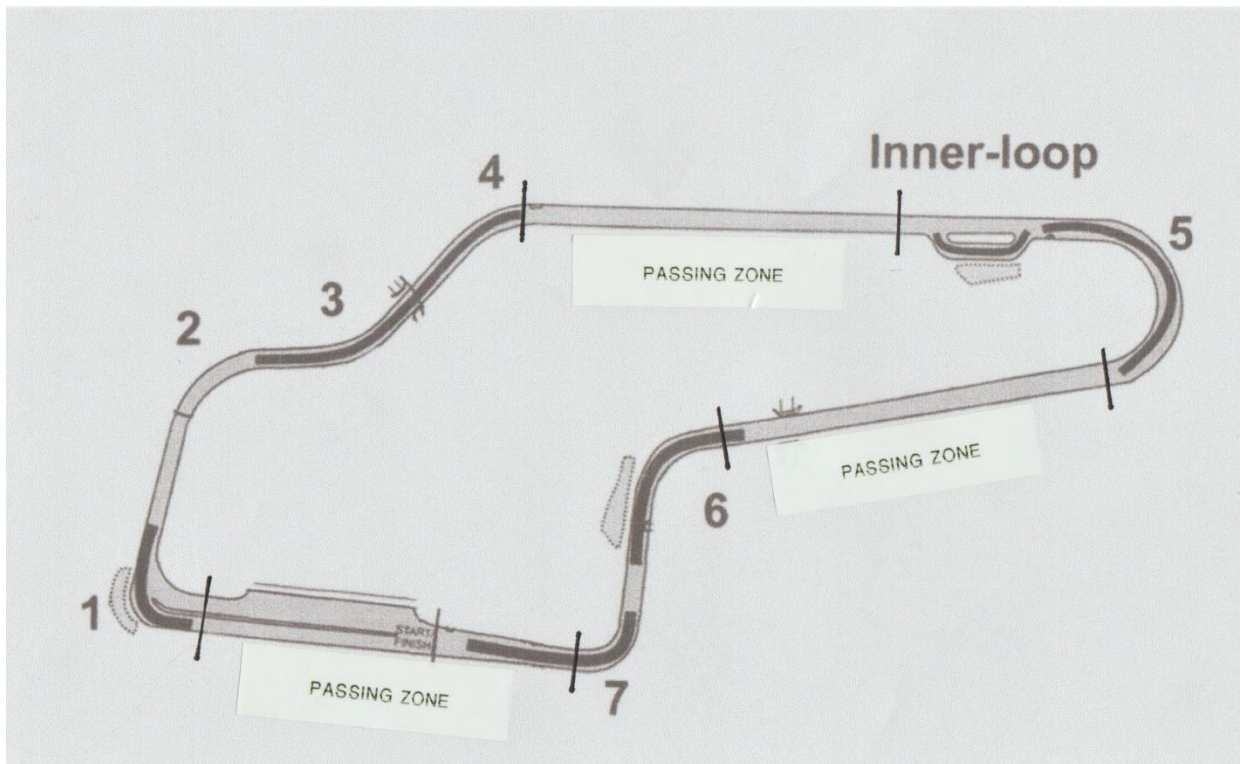 Inner-loop
4
5
PASSING ZONE
3
2
PASSING ZONE
6
1
START/
FINISH
PASSING ZONE
7